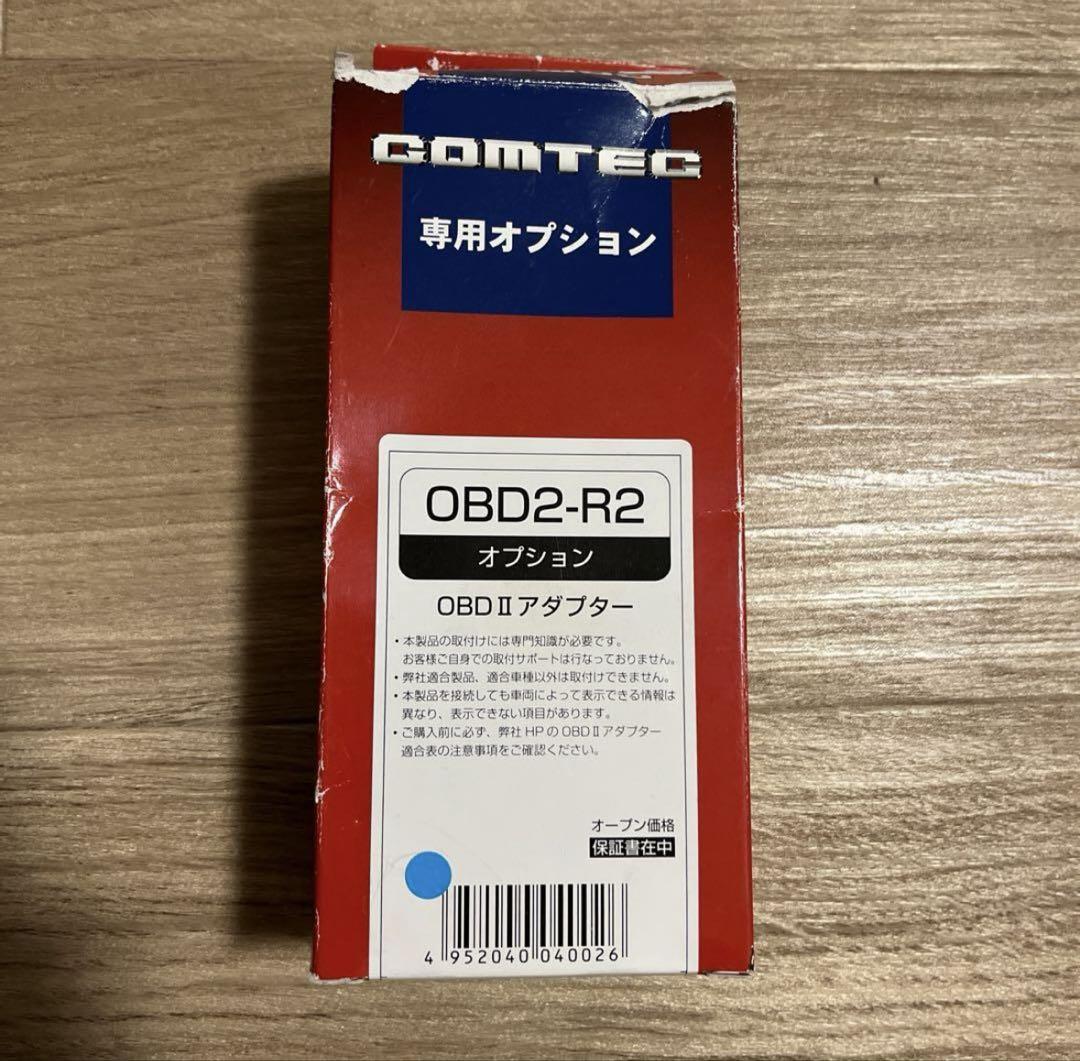 COMTEC
専用オプション
OBD2-R2
オプション
OBDⅡアダプター
・本製品の取付けには専門知識が必要です。
お客様ご自身での取付サポートは行なっておりません。
・弊社適合製品、適合車種以外は取付けできません。
・本製品を接続しても車両によって表示できる情報は
異なり、表示できない項目があります。
・ご購入前に必ず、弊社HPのOBDⅡアダプター
適合表の注意事項をご確認ください。
オープン価格
保証書在中
4 952040 040026